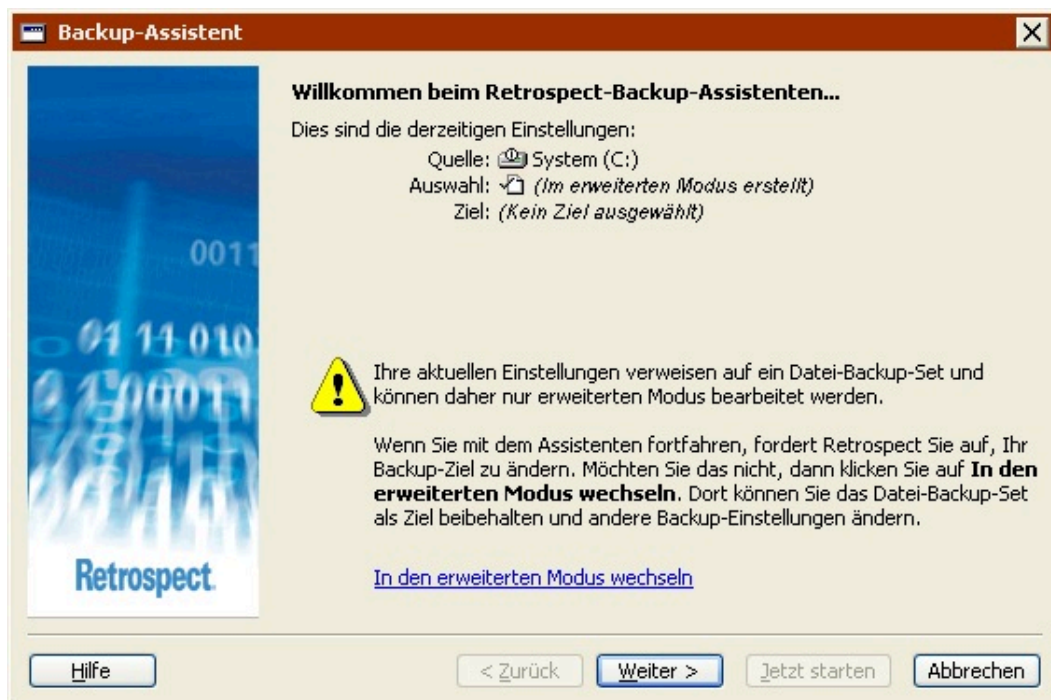 Backup-Assistent
Willkommen beim Retrospect-Backup-Assistenten...
Dies sind die derzeitigen Einstellungen:
Quelle: System (C:)
Auswahl: (Im erweiterten Modus erstellt)
Ziel: (Kein Ziel ausgewählt)
0011
01 11 010
Ihre aktuellen Einstellungen verweisen auf ein Datei-Backup-Set und
können daher nur erweiterten Modus bearbeitet werden.
Wenn Sie mit dem Assistenten fortfahren, fordert Retrospect Sie auf, Ihr
Backup-Ziel zu ändern. Möchten Sie das nicht, dann klicken Sie auf In den
erweiterten Modus wechseln. Dort können Sie das Datei-Backup-Set
als Ziel beibehalten und andere Backup-Einstellungen ändern.
Retrospect.
In den erweiterten Modus wechseln
Hilfe
< Zurück
Weiter >
Jetzt starten
Abbrechen